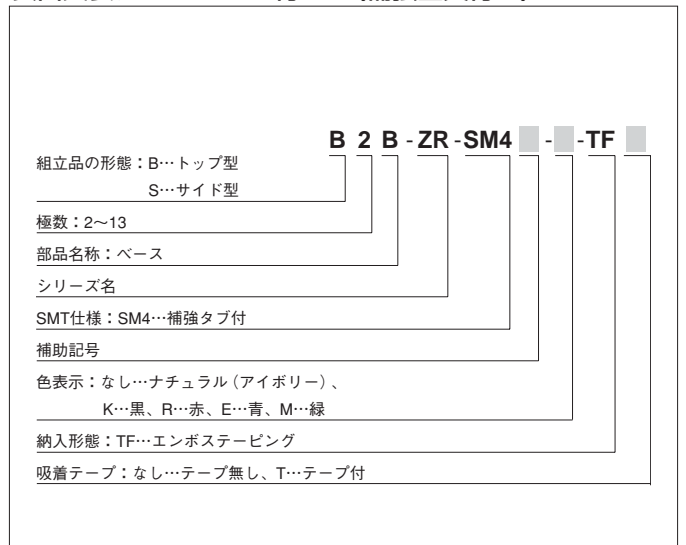 B 2 B - ZR - SM4 - - TF
組立品の形態：B…トップ型
S…サイド型
極数：2〜13
部品名称：ベース
シリーズ名
SMT仕様：SM4…補強タブ付
補助記号
色表示：なし…ナチュラル（アイボリー）、
K…黒、R…赤、E…青、M…緑
納入形態：TF…エンボステーピング
吸着テープ：なし…テープ無し、T…テープ付